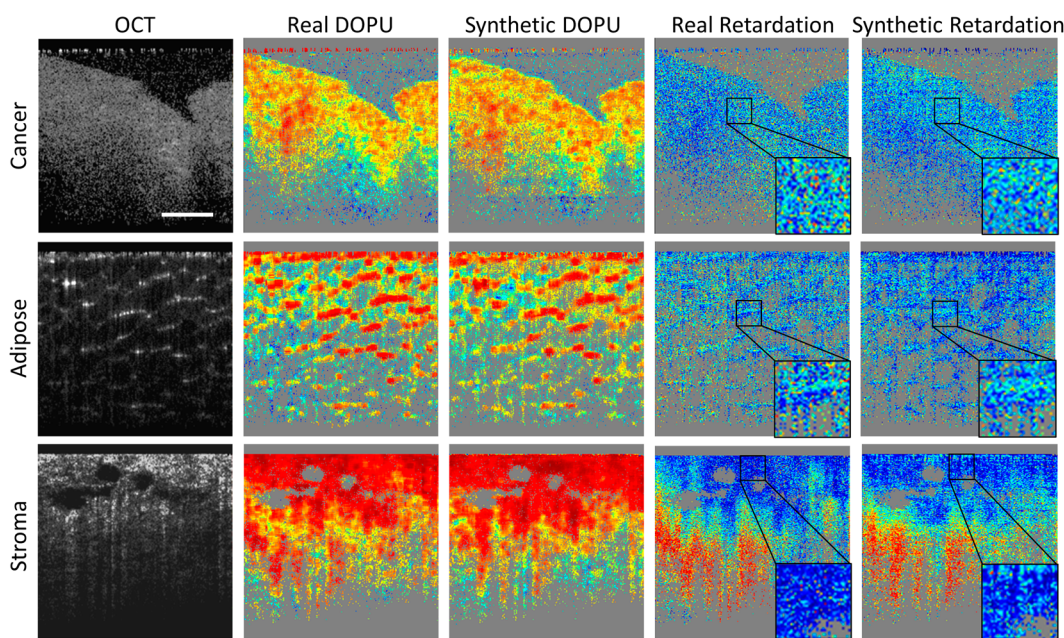 OCT Real DOPU Synthetic DOPU Real Retardation Synthetic Retardation
Cancer
Adipose
Stroma